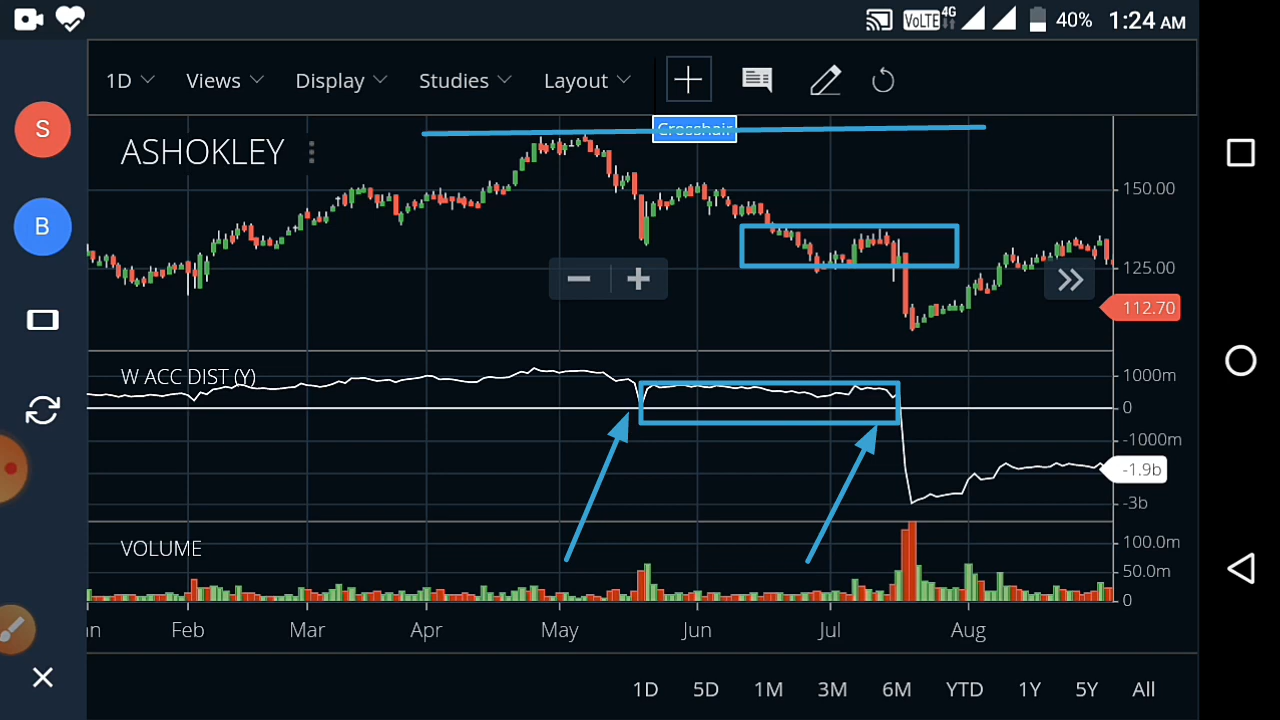 VoLTE 4G 40% 1:24 AM
1D Views Display Studies Layout
S
Crosshair
ASHOKLEY
150.00
B
125.00
112.70
W ACC DIST (Y)
1000m
0
-1000m
-1.9b
-3b
VOLUME
100.0m
50.0m
0
n Feb Mar Apr May Jun Jul Aug
1D 5D 1M 3M 6M YTD 1Y 5Y All